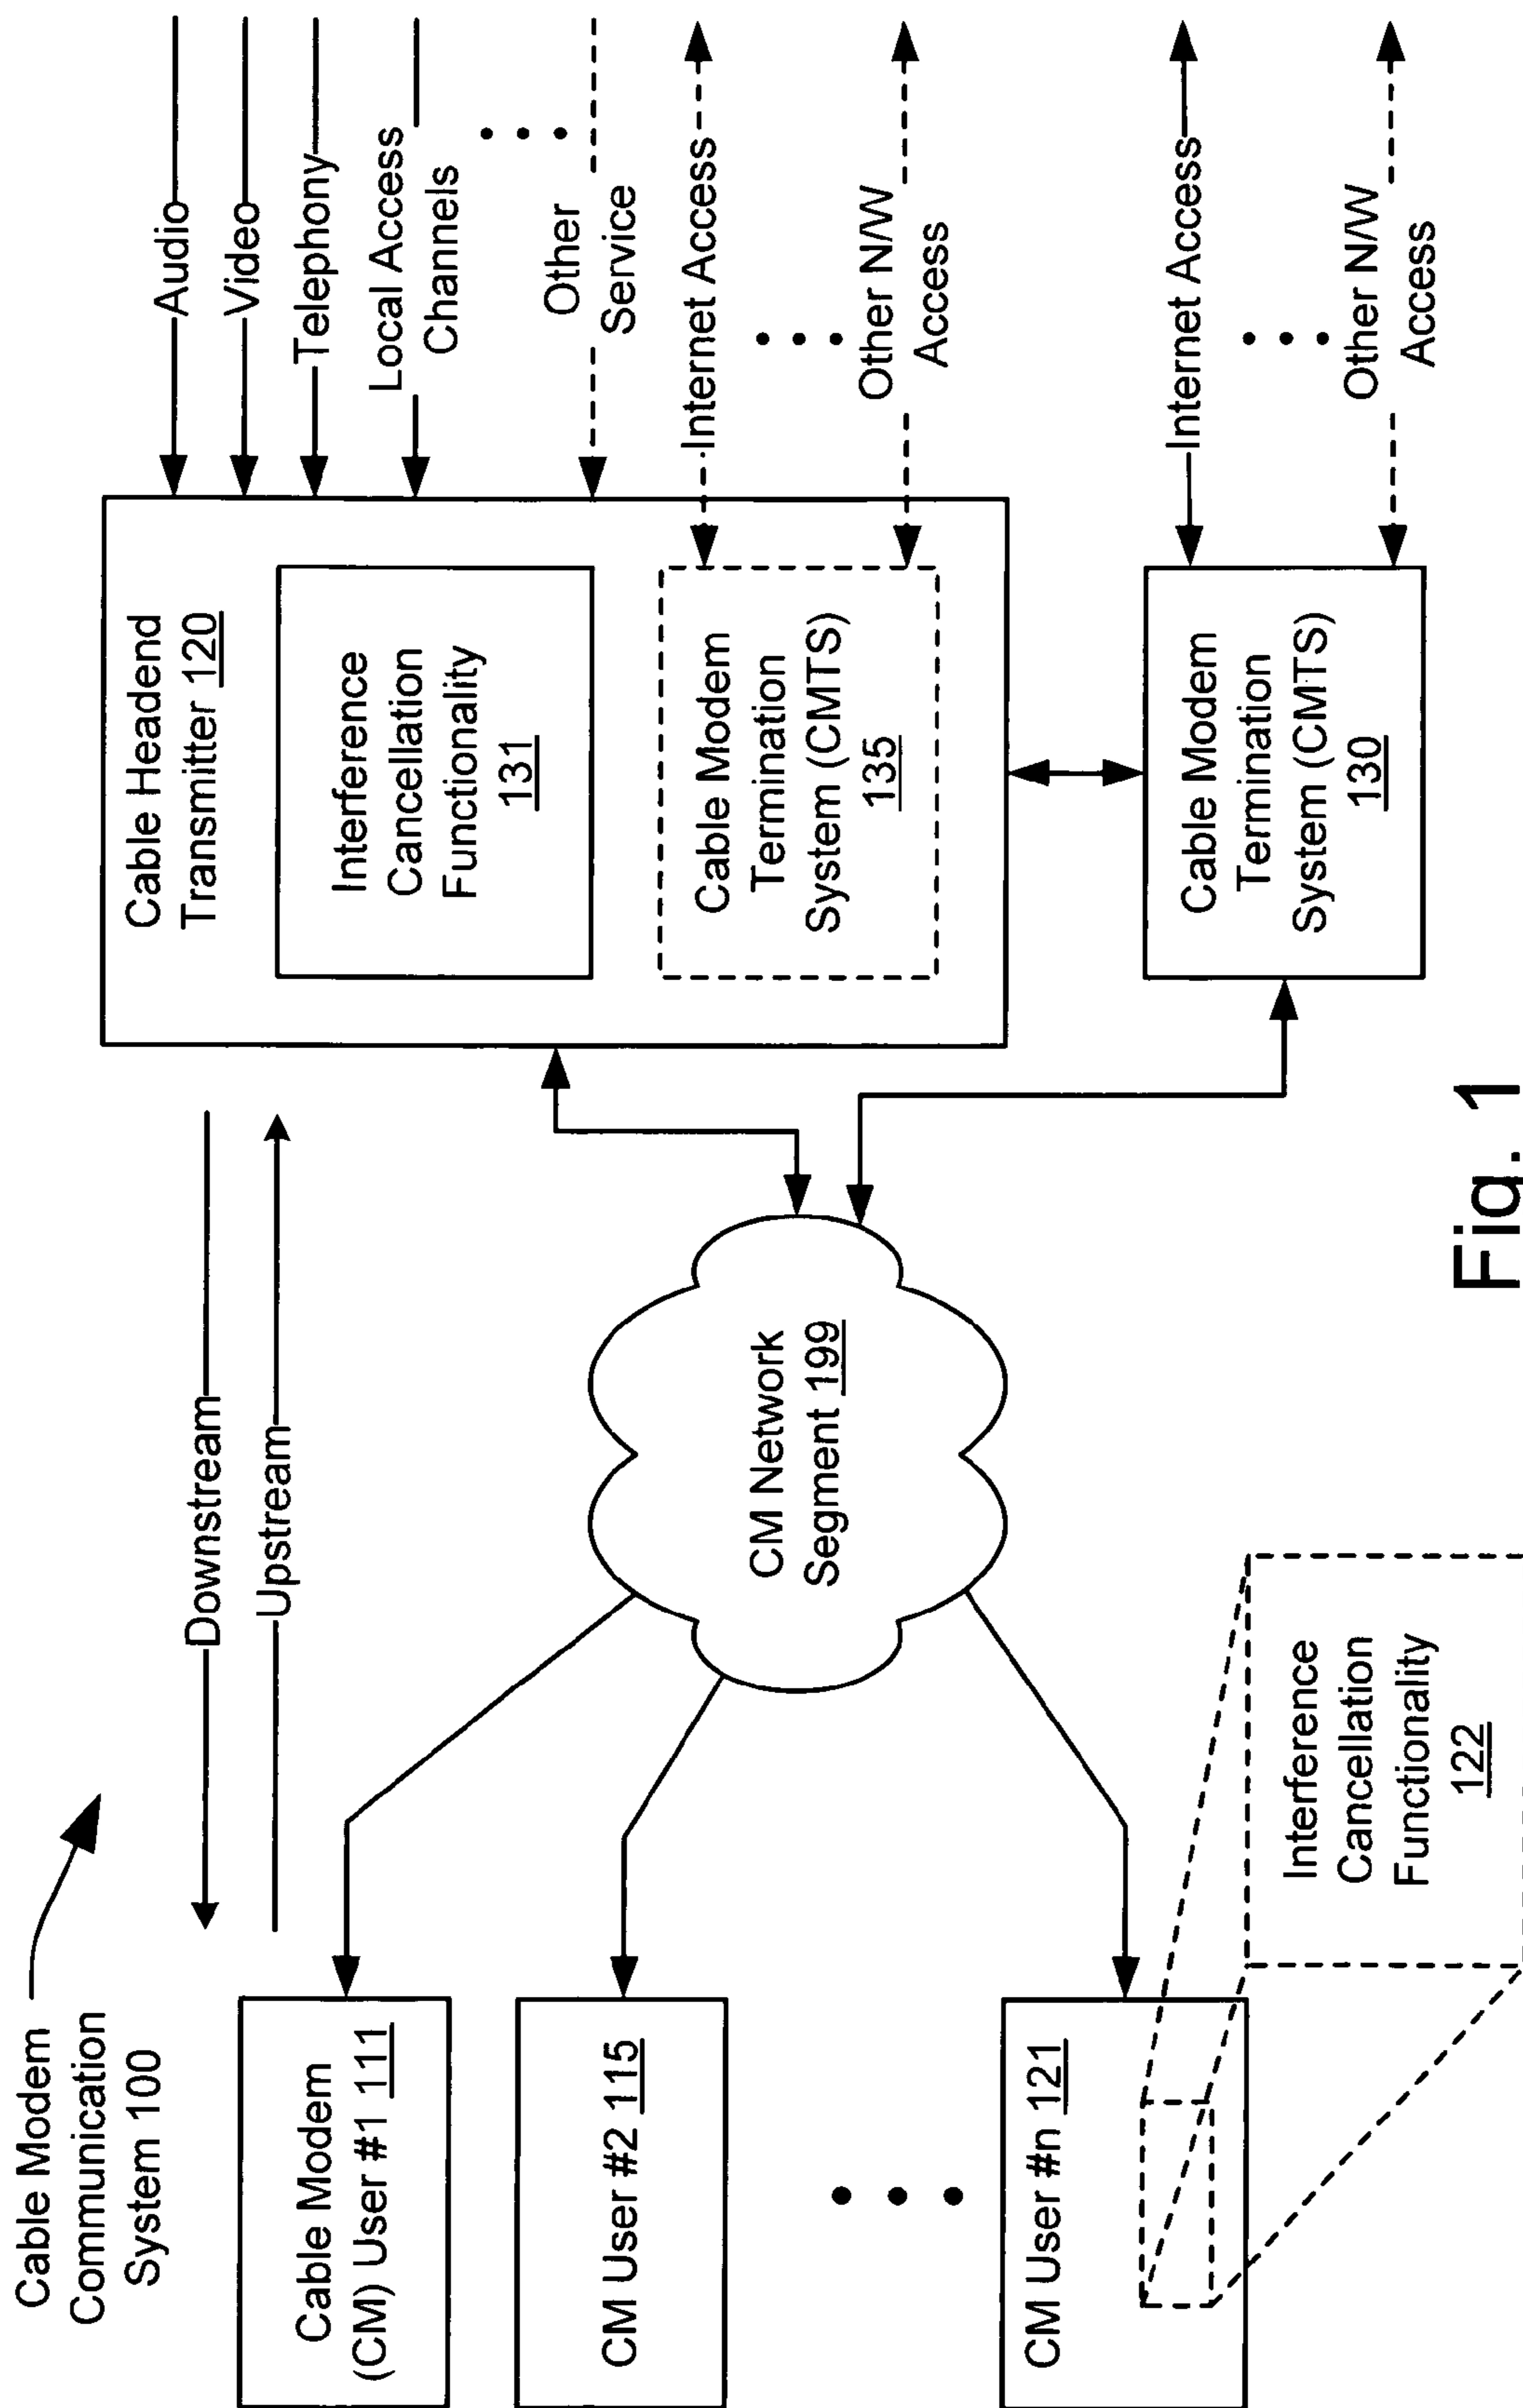 Cable Modem
Communication
System 100
Downstream
Upstream
Cable Modem
(CM) User #1 111
CM User #2 115
CM User #n 121
Interference
Cancellation
Functionality
122
CM Network
Segment 199
Cable Headend
Transmitter 120
Interference
Cancellation
Functionality
131
Cable Modem
Termination
System (CMTS)
135
Cable Modem
Termination
System (CMTS)
130
Audio
Video
Telephony
Local Access
Channels
Other
Service
Internet Access
Other N/W
Access
Internet Access
Other N/W
Access
Fig. 1